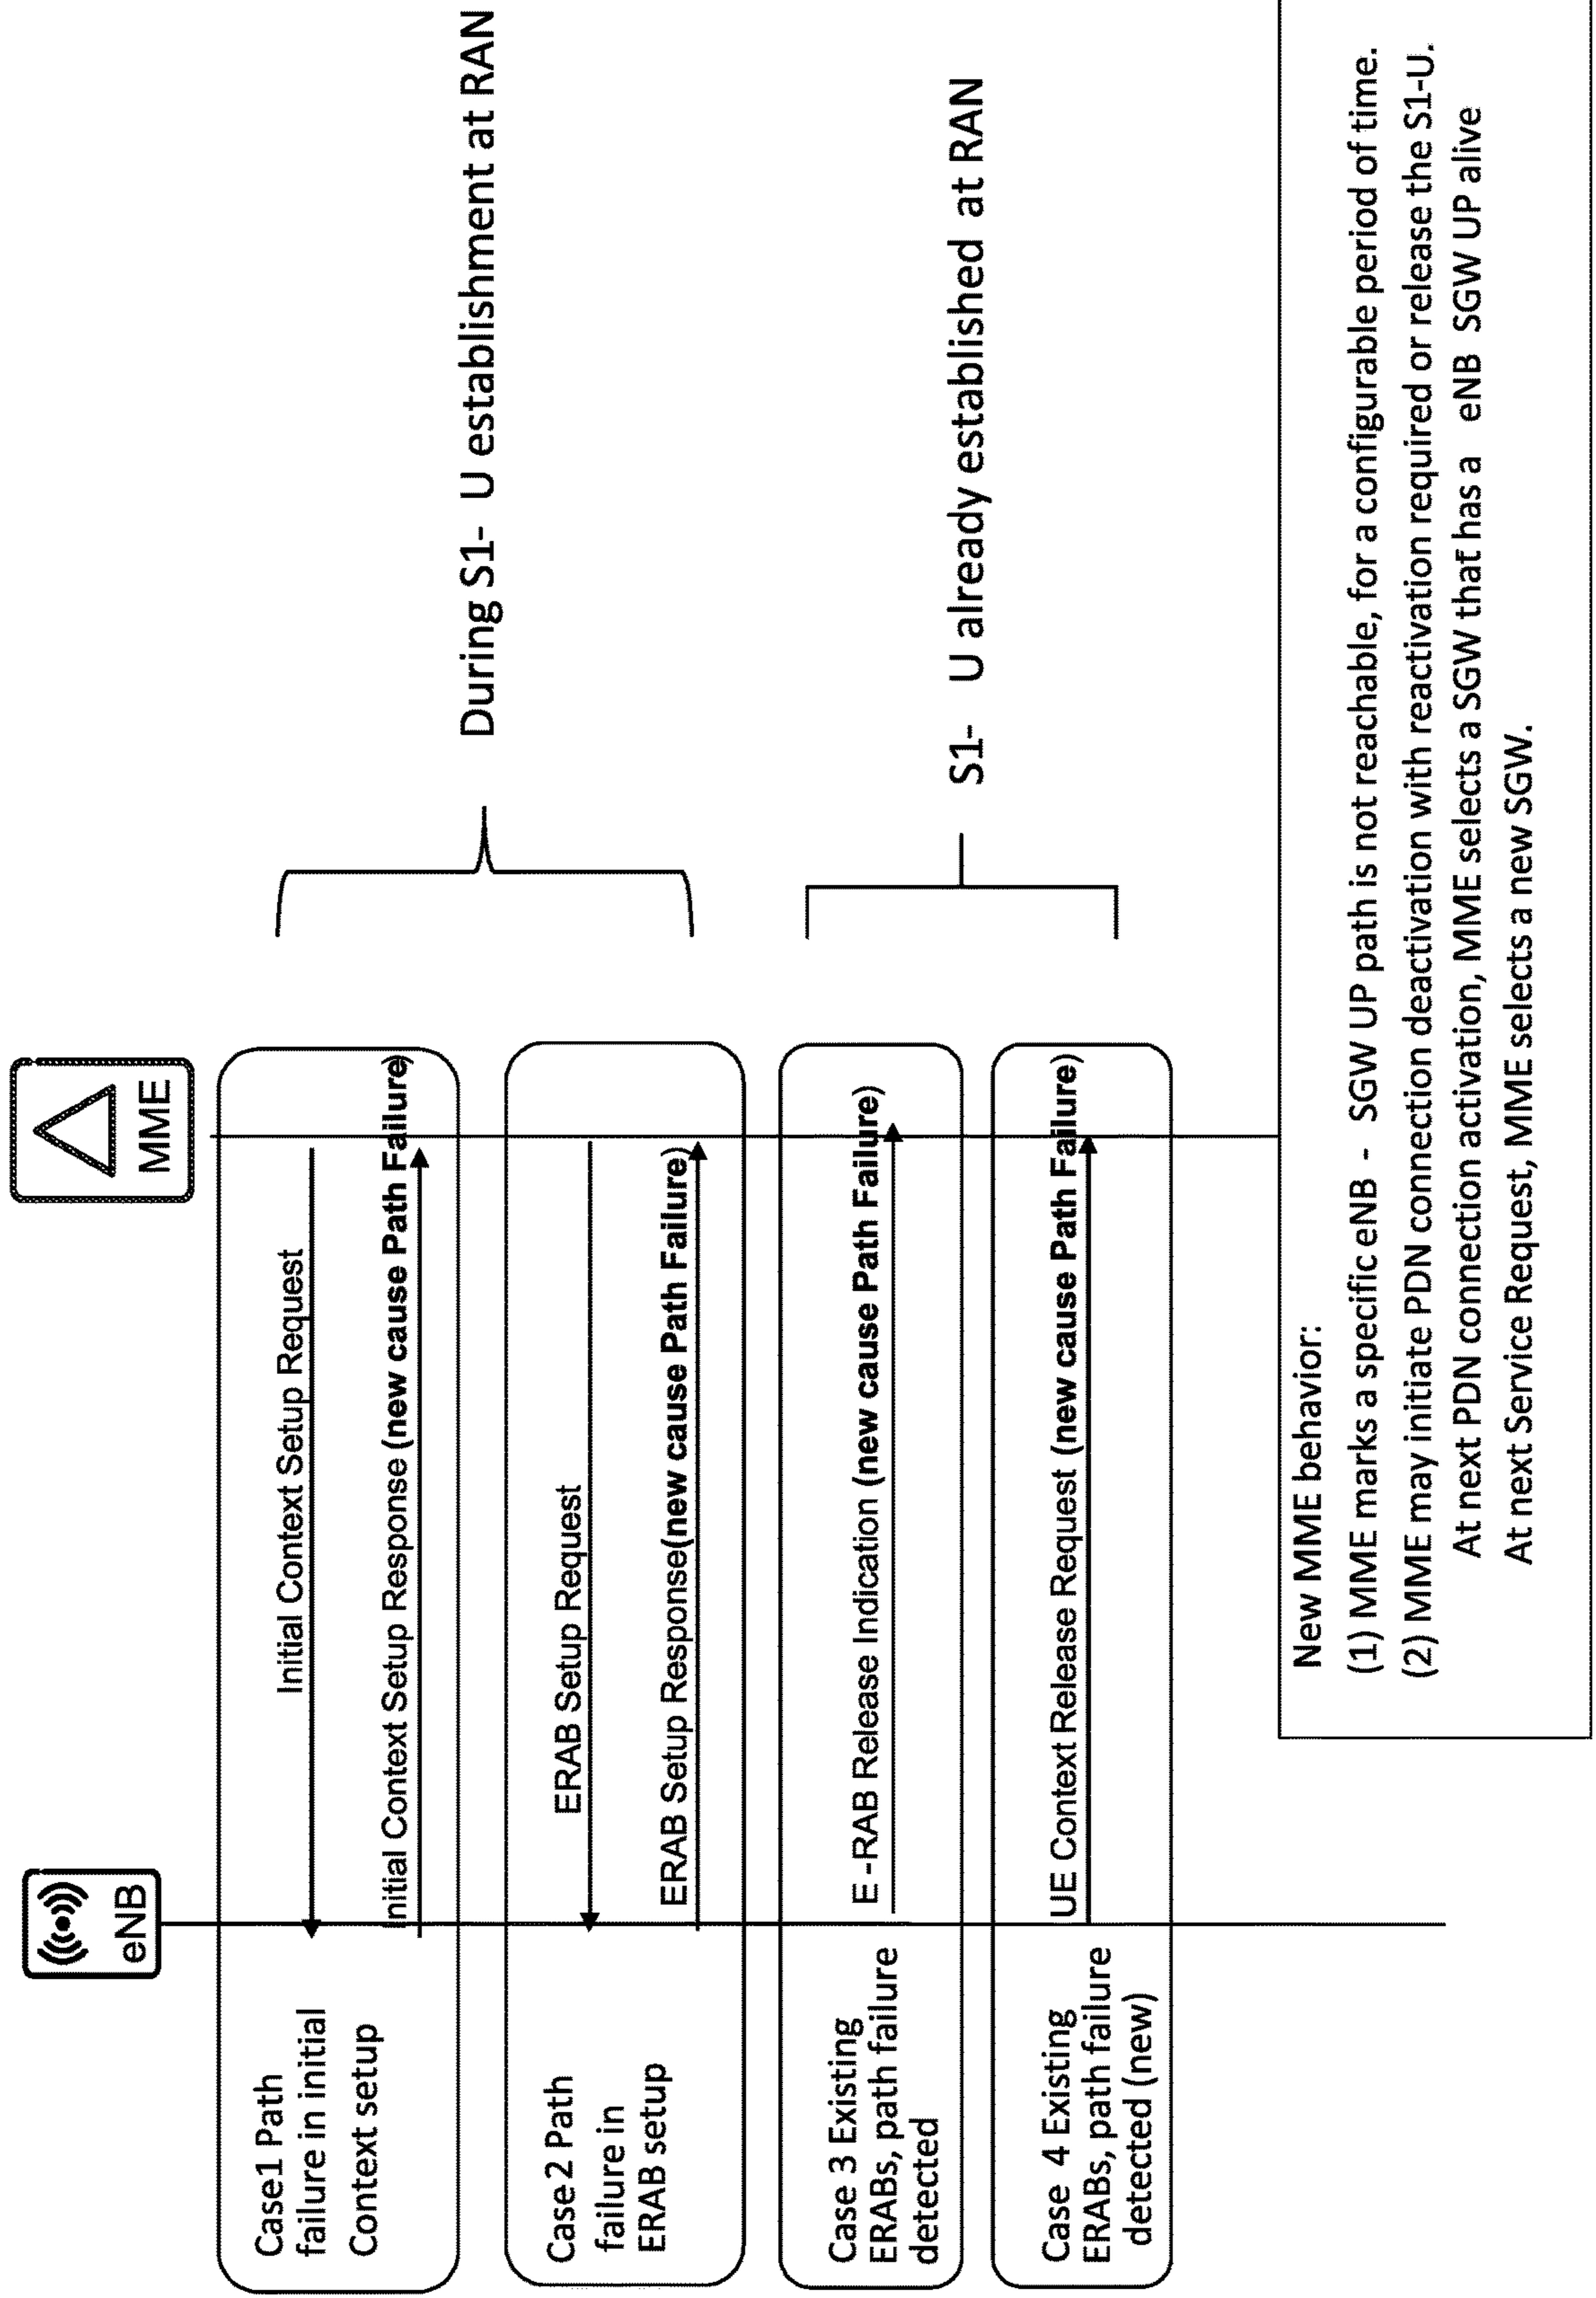 eNB
MME
Case1 Path
failure in initial
Context setup
Initial Context Setup Request
Initial Context Setup Response (new cause Path Failure)
Case 2 Path
failure in
ERAB setup
ERAB Setup Request
ERAB Setup Response(new cause Path Failure)
During S1- U establishment at RAN
Case 3 Existing
ERABs, path failure
detected
E -RAB Release Indication (new cause Path Failure)
Case 4 Existing
ERABs, path failure
detected (new)
UE Context Release Request (new cause Path Failure)
S1- U already established at RAN
New MME behavior:
(1) MME marks a specific eNB - SGW UP path is not reachable, for a configurable period of time.
(2) MME may initiate PDN connection deactivation with reactivation required or release the S1-U.
At next PDN connection activation, MME selects a SGW that has a eNB SGW UP alive
At next Service Request, MME selects a new SGW.